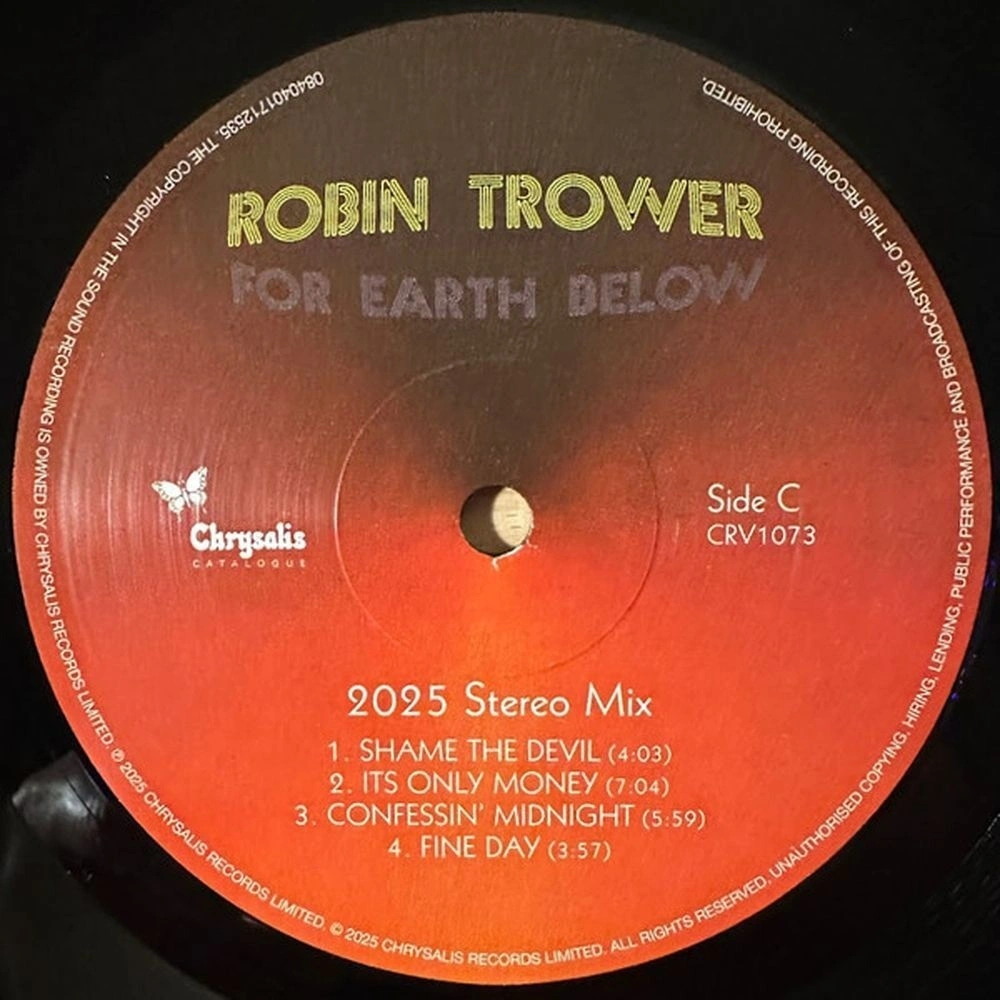 ROBIN TROWER
FOR EARTH BELOW
Chrysalis
CATALOGUE
Side C
CRV1073
2025 Stereo Mix
1. SHAME THE DEVIL (4:03)
2. ITS ONLY MONEY (7:04)
3. CONFESSIN' MIDNIGHT (5:59)
4. FINE DAY (3:57)
0840401712535. THE COPYRIGHT IN THE SOUND RECORDING IS OWNED BY CHRYSALIS RECORDS LIMITED. ℗ 2025 CHRYSALIS RECORDS LIMITED. © 2025 CHRYSALIS RECORDS LIMITED. ALL RIGHTS RESERVED, UNAUTHORISED COPYING, HIRING, LENDING, PUBLIC PERFORMANCE AND BROADCASTING OF THIS RECORDING PROHIBITED.